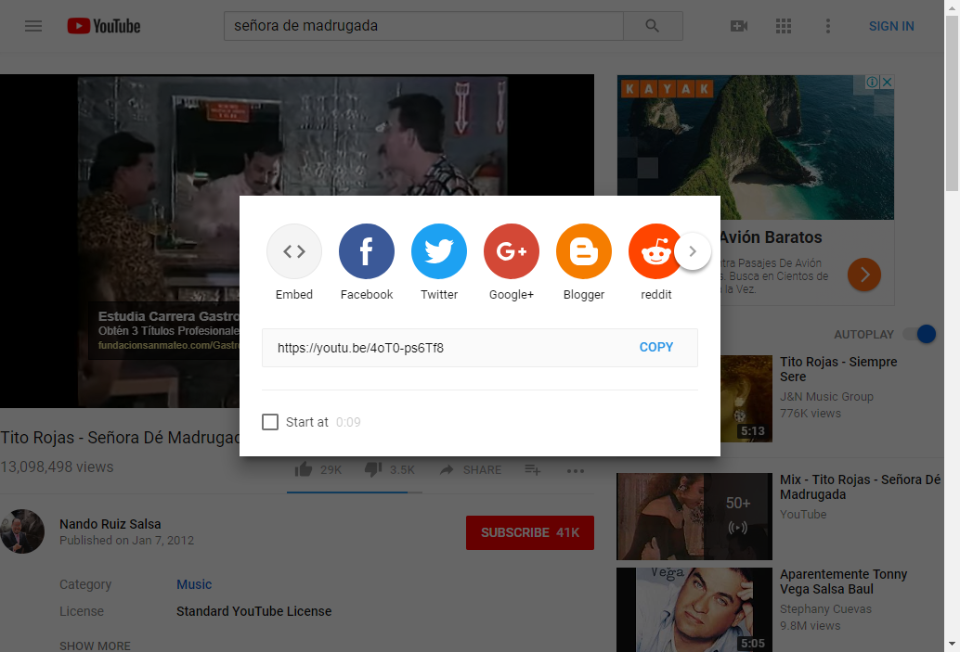 YouTube
señora de madrugada
SIGN IN
KAYAK
Estudia Carrera Gastro
Obtén 3 Títulos Profesionale
fundacionsanmateo.com/Gastr
Embed
Facebook
Twitter
G+
Google+
Blogger
reddit
https://youtu.be/4oT0-ps6Tf8
COPY
Start at 0:09
Avión Baratos
tra Pasajes De Avión
s. Busca en Cientos de
la Vez.
AUTOPLAY
Tito Rojas - Siempre
Sere
J&N Music Group
776K views
5:13
Tito Rojas - Señora Dé Madrugad
13,098,498 views
29K
3.5K
SHARE
Nando Ruiz Salsa
Published on Jan 7, 2012
SUBSCRIBE 41K
Category
Music
License
Standard YouTube License
SHOW MORE
50+
Mix - Tito Rojas - Señora Dé
Madrugada
YouTube
Vega
5:05
Aparentemente Tonny
Vega Salsa Baul
Stephany Cuevas
9.8M views